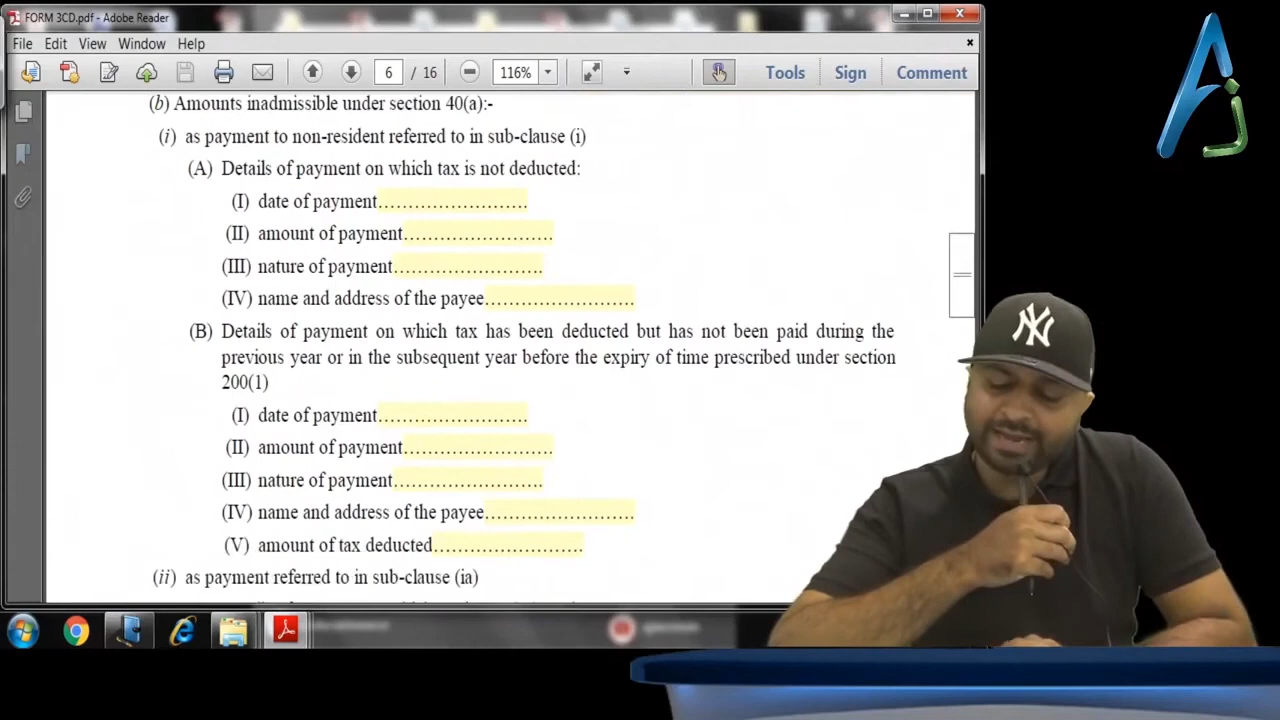 FORM 3CD.pdf - Adobe Reader
File Edit View Window Help
6 / 16 116% Tools Sign Comment
(b) Amounts inadmissible under section 40(a):-
(i) as payment to non-resident referred to in sub-clause (i)
(A) Details of payment on which tax is not deducted:
(I) date of payment.........................
(II) amount of payment.........................
(III) nature of payment.........................
(IV) name and address of the payee.........................
(B) Details of payment on which tax has been deducted but has not been paid during the
previous year or in the subsequent year before the expiry of time prescribed under section
200(1)
(I) date of payment.........................
(II) amount of payment.........................
(III) nature of payment.........................
(IV) name and address of the payee.........................
(V) amount of tax deducted.........................
(ii) as payment referred to in sub-clause (ia)
AJ
NY